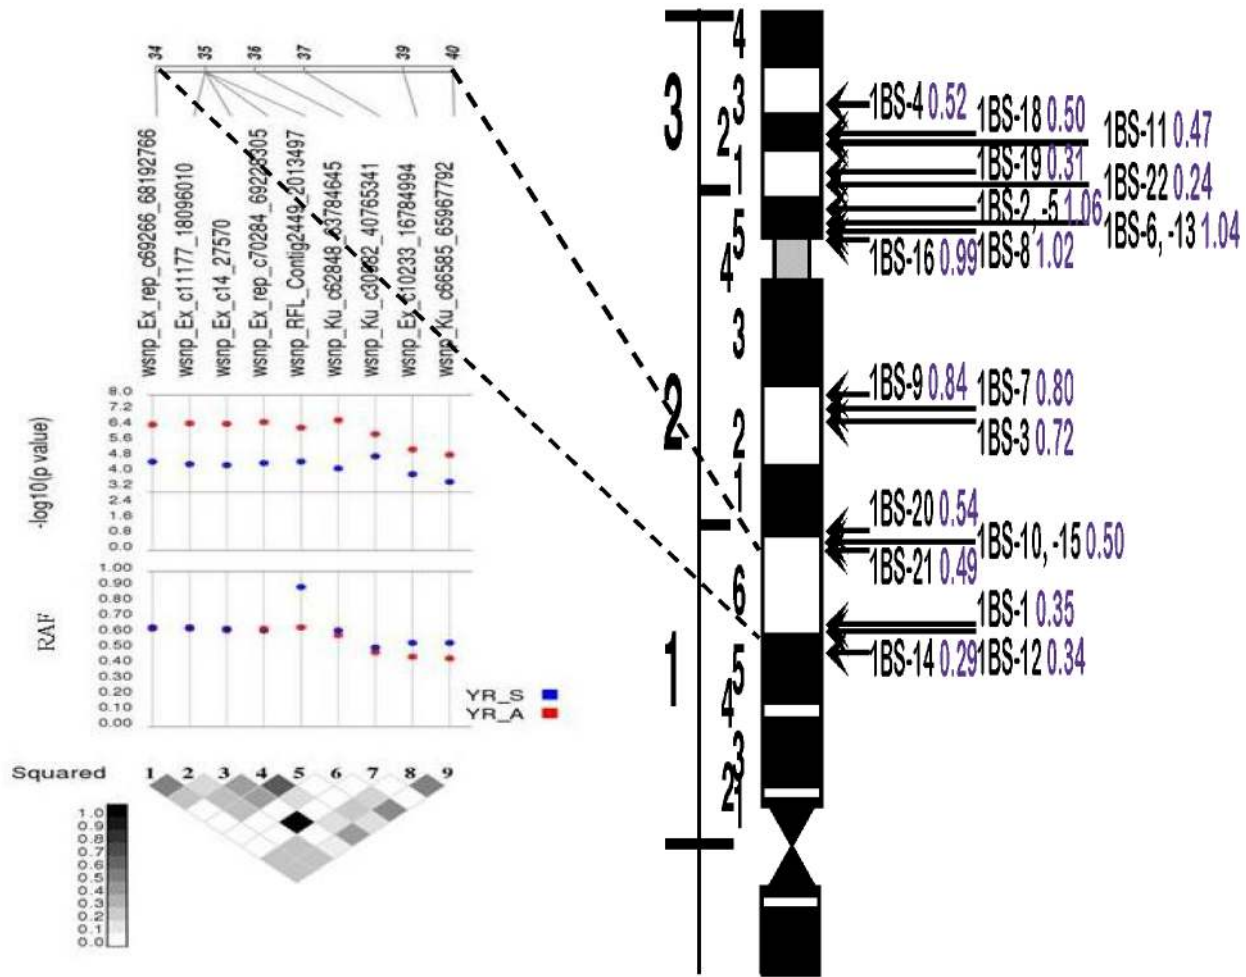 34 35 36 37 39 40
wsnp_Ex_rep_c69266_68192766
wsnp_Ex_c11177_18096010
wsnp_Ex_c14_27570
wsnp_Ex_rep_c70284_69228305
wsnp_RFL_Contig2449_2013497
wsnp_Ku_c62848_63784645
wsnp_Ku_c30682_40765341
wsnp_Ex_c10233_16784994
wsnp_Ku_c66585_65967792
-log10(p value)
8.0
7.2
6.4
5.6
4.8
4.0
3.2
2.4
1.6
0.8
0.0
RAF
1.00
0.90
0.80
0.70
0.60
0.50
0.40
0.30
0.20
0.10
0.00
YR_S
YR_A
Squared
1 2 3 4 5 6 7 8 9
1.0
0.9
0.8
0.7
0.6
0.5
0.4
0.3
0.2
0.1
0.0
3
2
1
4
3
2
1
5
4
3
2
1
6
5
4
3
2
1
1BS-4 0.52
1BS-18 0.50
1BS-11 0.47
1BS-19 0.31
1BS-22 0.24
1BS-2, -5 1.06
1BS-6, -13 1.04
1BS-16 0.99
1BS-8 1.02
1BS-9 0.84
1BS-7 0.80
1BS-3 0.72
1BS-20 0.54
1BS-10, -15 0.50
1BS-21 0.49
1BS-1 0.35
1BS-14 0.29
1BS-12 0.34